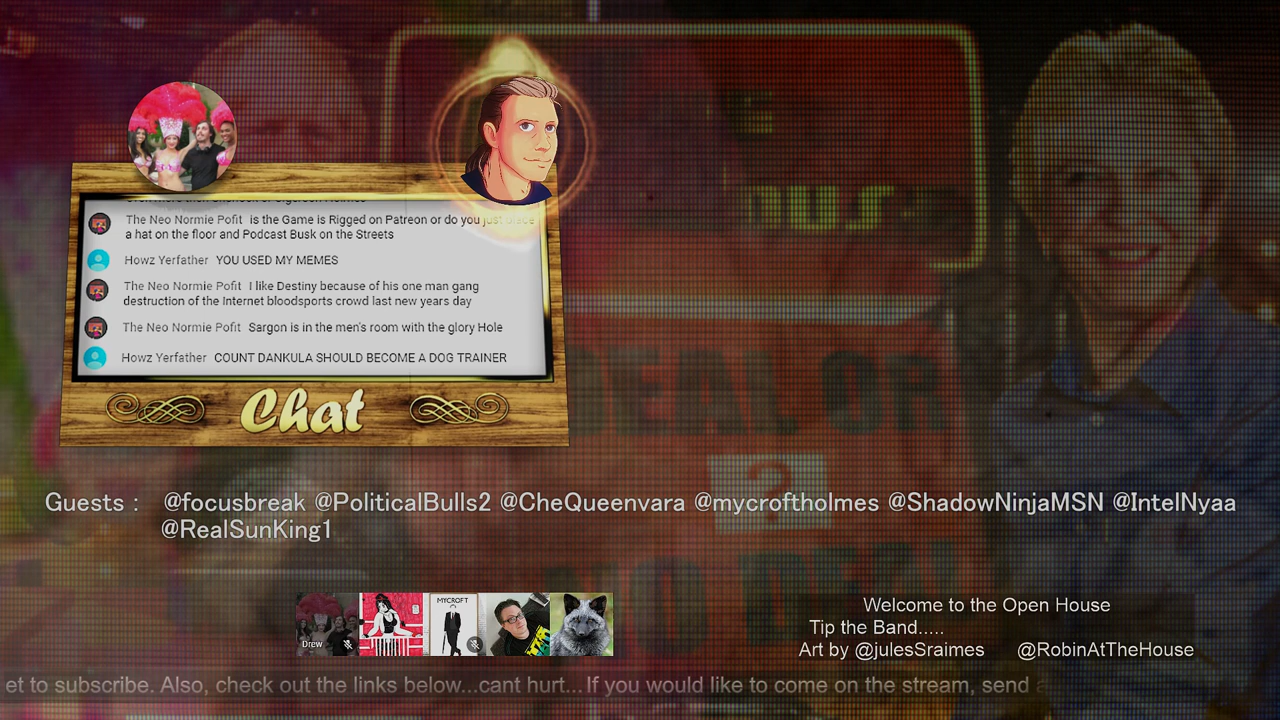 The Neo Normie Pofit is the Game is Rigged on Patreon or do you just place
a hat on the floor and Podcast Busk on the Streets
Howz Yerfather YOU USED MY MEMES
The Neo Normie Pofit I like Destiny because of his one man gang
destruction of the Internet bloodsports crowd last new years day
The Neo Normie Pofit Sargon is in the men's room with the glory Hole
Howz Yerfather COUNT DANKULA SHOULD BECOME A DOG TRAINER
Chat
DEAL OR
?
NO DEAL
Guests : @focusbreak @PoliticalBulls2 @CheQueenvara @mycroftholmes @ShadowNinjaMSN @IntelNyaa
@RealSunKing1
MYCROFT
Drew
Welcome to the Open House
Tip the Band.....
Art by @julesSraimes @RobinAtTheHouse
et to subscribe. Also, check out the links below...cant hurt... If you would like to come on the stream, send a